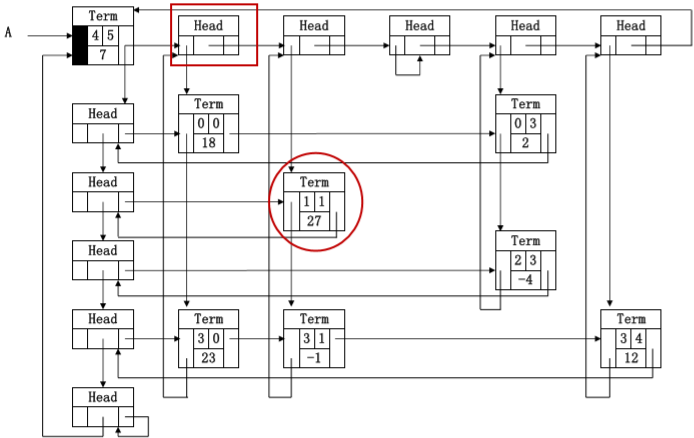 Term
4 5
7
A
Head
Head
Head
Head
Head
Head
Term
0 0
18
Term
0 3
2
Head
Term
1 1
27
Head
Term
2 3
-4
Head
Term
3 0
23
Term
3 1
-1
Term
3 4
12
Head